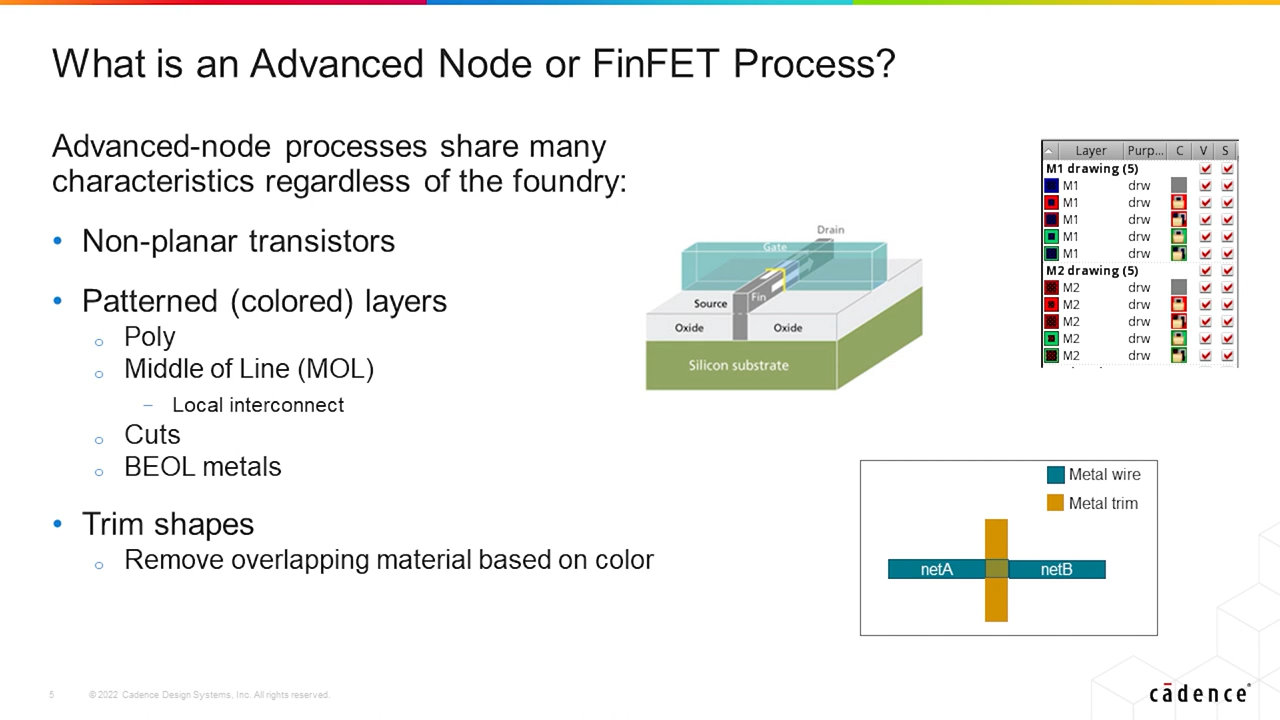 What is an Advanced Node or FinFET Process?
Advanced-node processes share many
characteristics regardless of the foundry:
• Non-planar transistors
• Patterned (colored) layers
o Poly
o Middle of Line (MOL)
– Local interconnect
o Cuts
o BEOL metals
• Trim shapes
o Remove overlapping material based on color
Drain
Gate
Fin
Source
Oxide Oxide
Silicon substrate
Layer Purp... C V S
M1 drawing (5)
M1 drw
M1 drw
M1 drw
M1 drw
M1 drw
M2 drawing (5)
M2 drw
M2 drw
M2 drw
M2 drw
M2 drw
Metal wire
Metal trim
netA netB
5 © 2022 Cadence Design Systems, Inc. All rights reserved.
cādence®